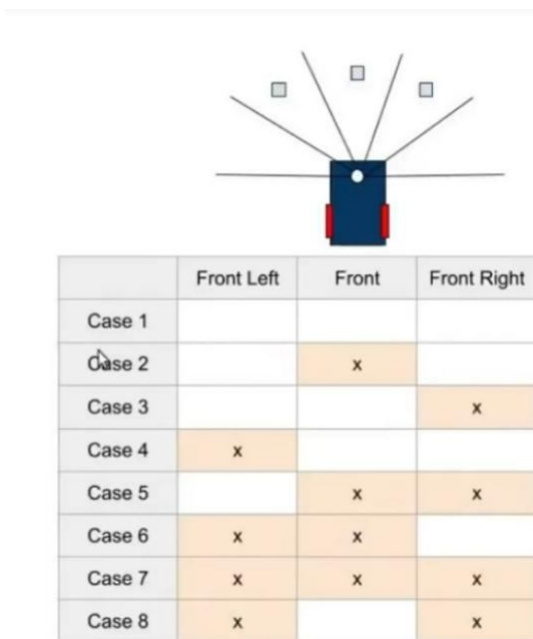 Front Left Front Front Right
Case 1
Case 2 x
Case 3 x
Case 4 x
Case 5 x x
Case 6 x x
Case 7 x x x
Case 8 x x